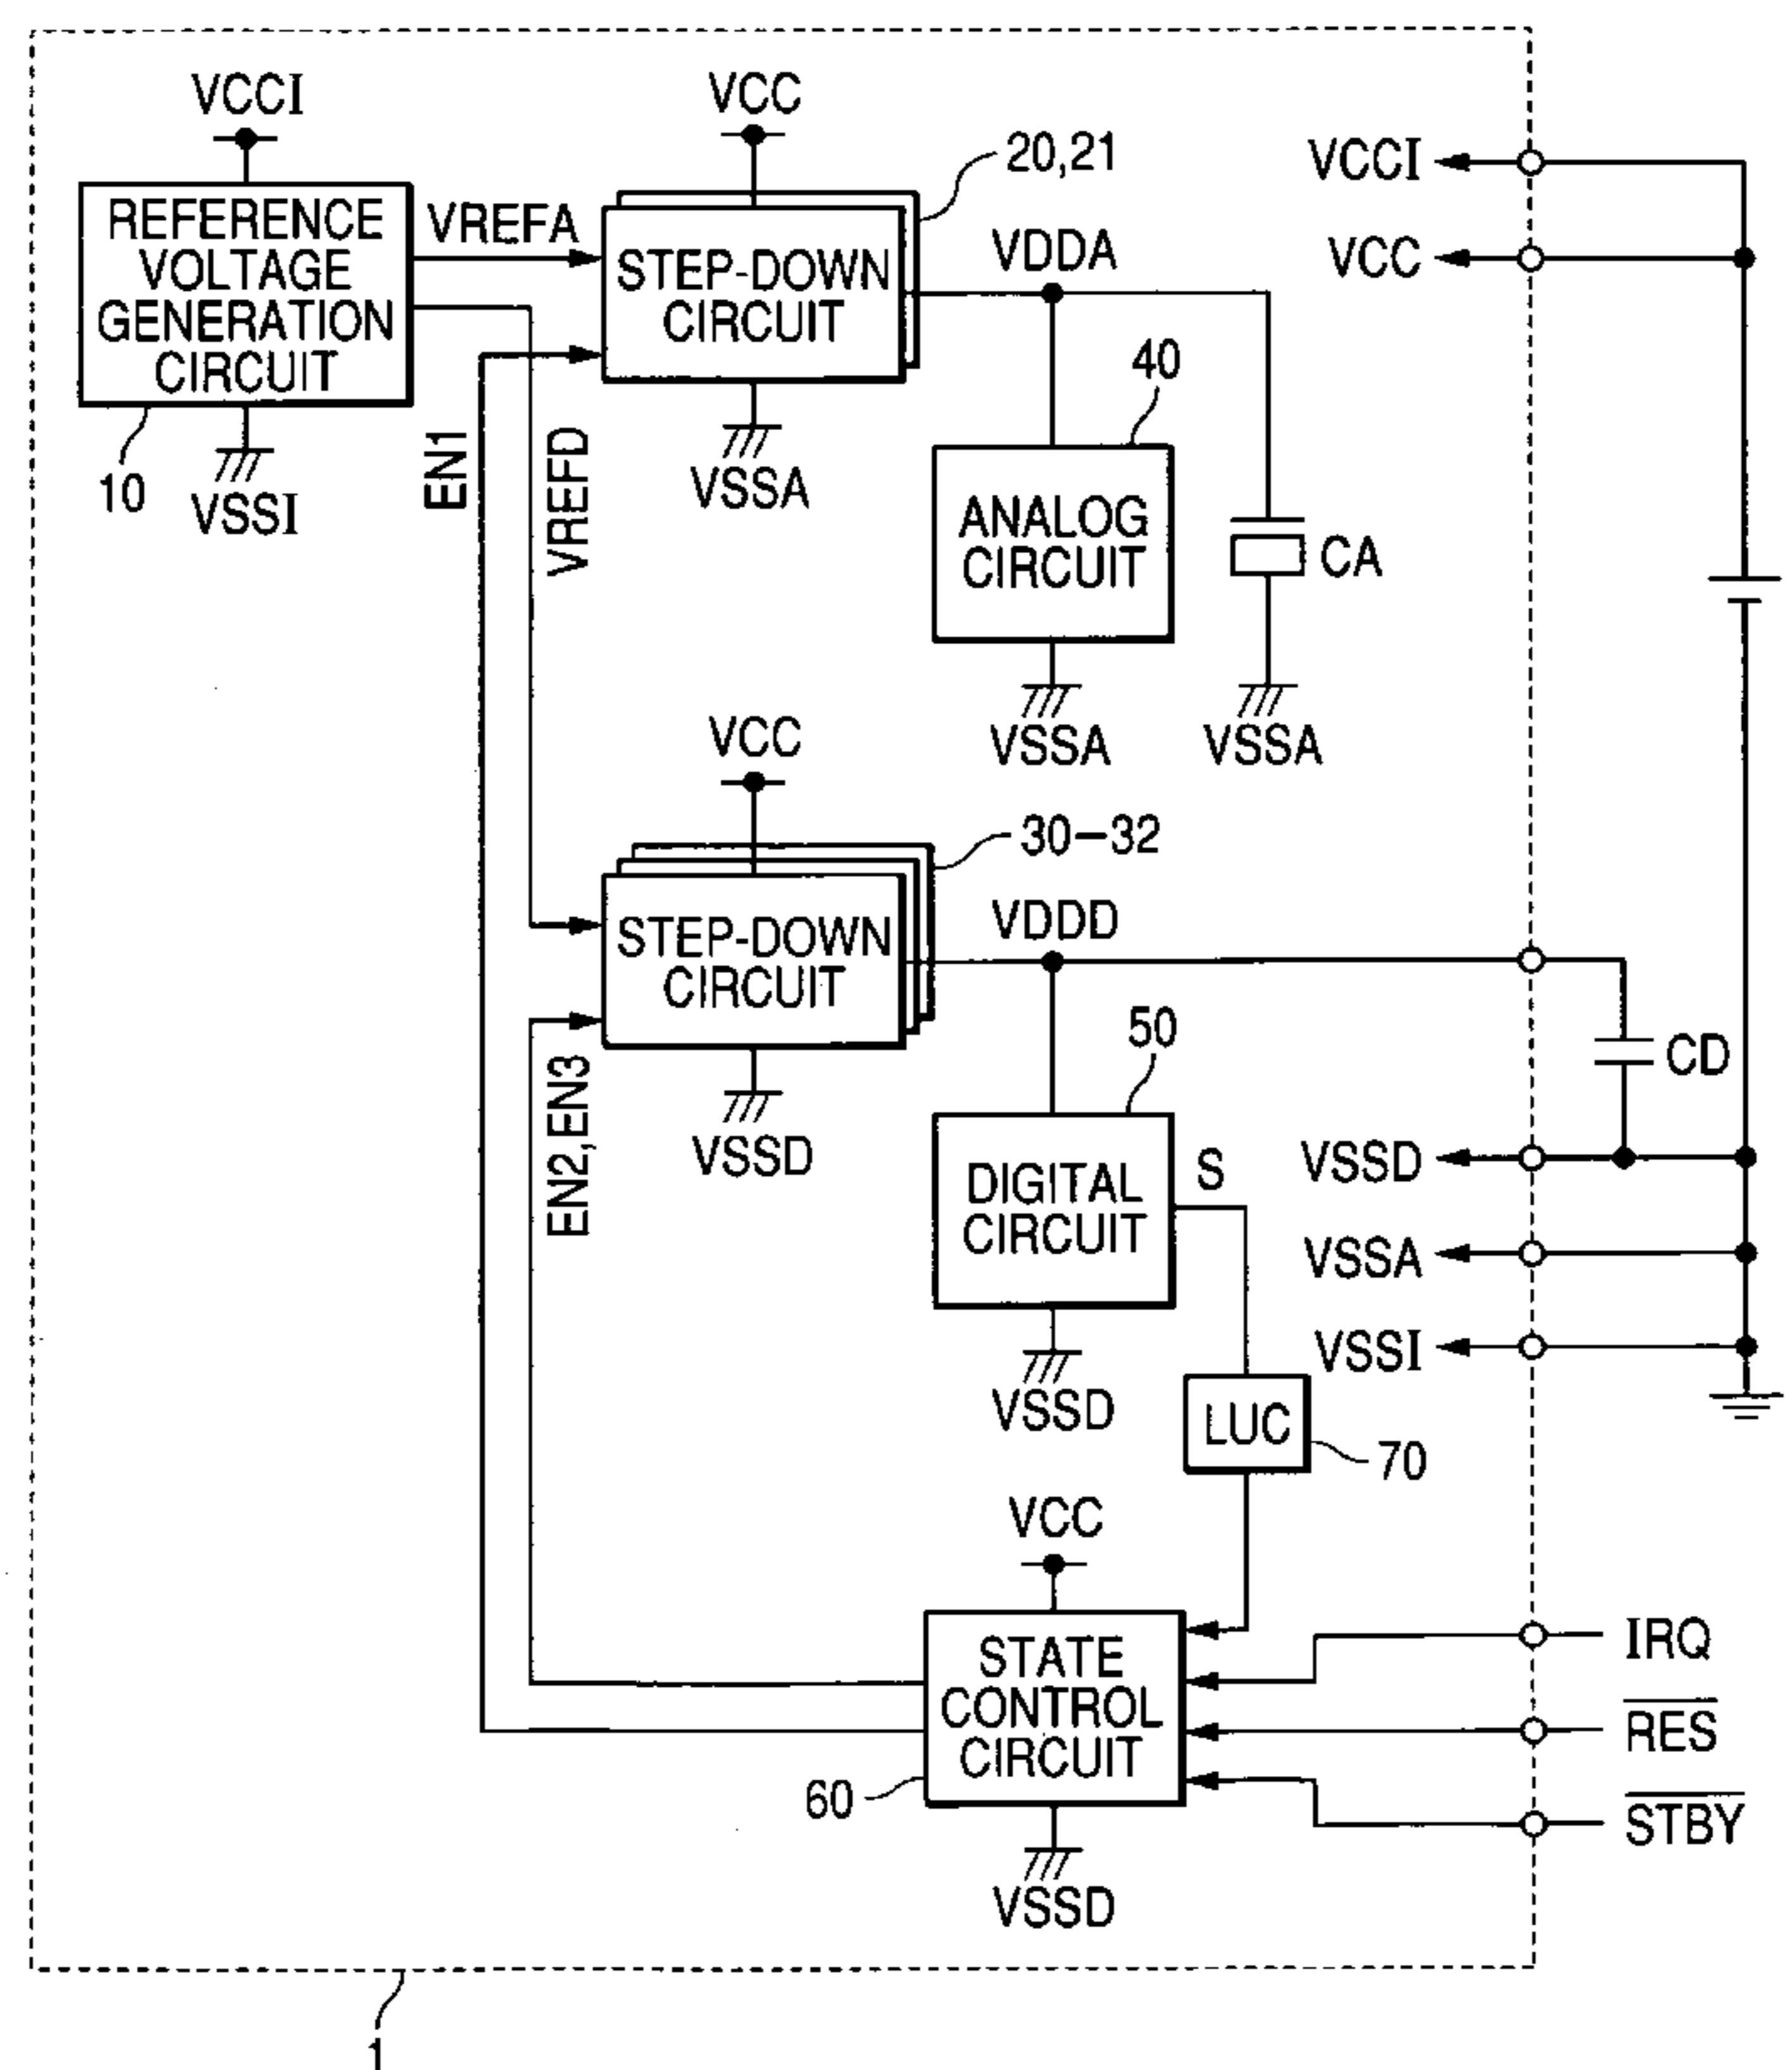 VCCI
VCC
20,21
VCCI
REFERENCE
VOLTAGE
GENERATION
CIRCUIT
VREFA
STEP-DOWN
CIRCUIT
VDDA
VCC
10
VSSI
EN1
VREFD
VSSA
40
ANALOG
CIRCUIT
CA
VSSA
VSSA
VCC
30-32
STEP-DOWN
CIRCUIT
VDDD
EN2,EN3
VSSD
50
CD
DIGITAL
CIRCUIT
S
VSSD
VSSA
VSSI
VSSD
LUC
70
VCC
STATE
CONTROL
CIRCUIT
60
IRQ
RES
STBY
VSSD
1